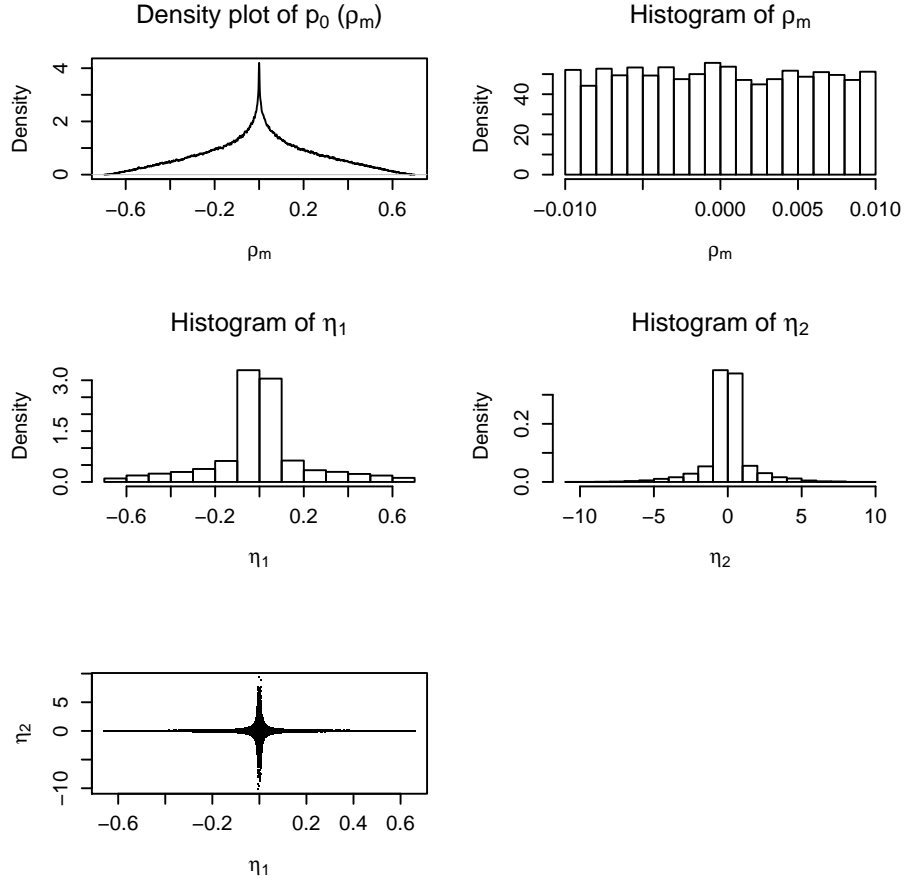 Density plot of p₀ (ρₘ)
Density
0 2 4
−0.6 −0.2 0.2 0.6
ρₘ
Histogram of ρₘ
Density
0 20 40
−0.010 0.000 0.005 0.010
ρₘ
Histogram of η₁
Density
0.0 1.5 3.0
−0.6 −0.2 0.2 0.6
η₁
Histogram of η₂
Density
0.0 0.2
−10 −5 0 5 10
η₂
η₂
−10 0 5
−0.6 −0.2 0.2 0.4 0.6
η₁